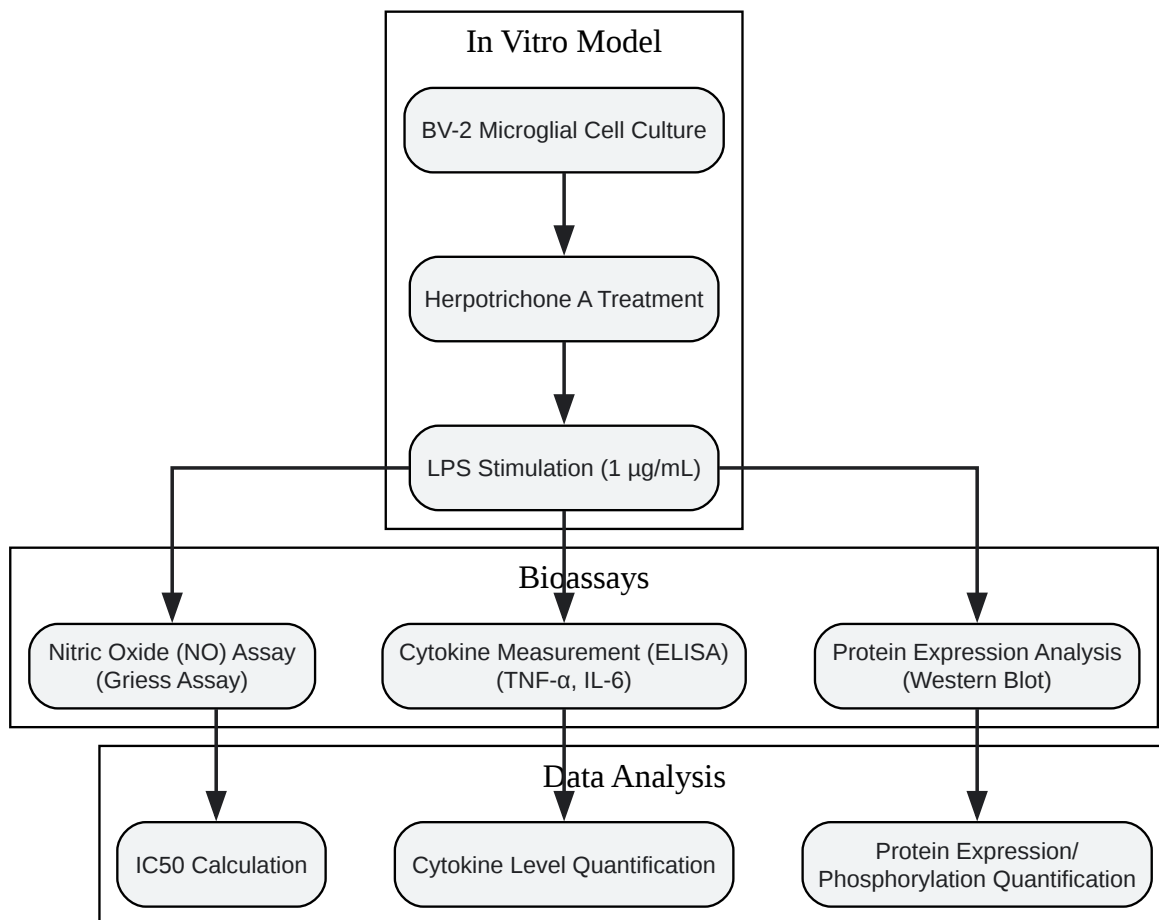 In Vitro Model
BV-2 Microglial Cell Culture
Herpotrichone A Treatment
LPS Stimulation (1 µg/mL)
Bioassays
Nitric Oxide (NO) Assay
(Griess Assay)
Cytokine Measurement (ELISA)
(TNF-α, IL-6)
Protein Expression Analysis
(Western Blot)
Data Analysis
IC50 Calculation
Cytokine Level Quantification
Protein Expression/
Phosphorylation Quantification